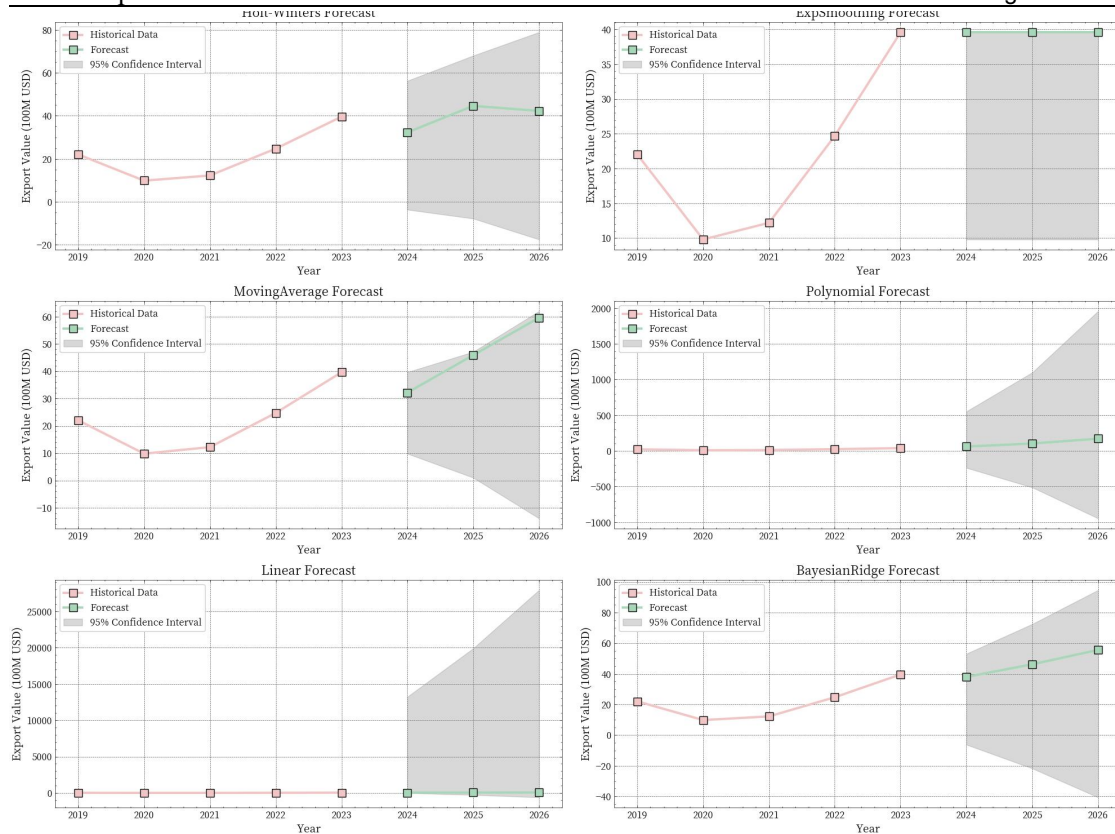 Holt-Winters Forecast
Export Value (100M USD)
Historical Data
Forecast
95% Confidence Interval
80
60
40
20
0
−20
2019 2020 2021 2022 2023 2024 2025 2026
Year
ExpSmoothing Forecast
Export Value (100M USD)
Historical Data
Forecast
95% Confidence Interval
40
35
30
25
20
15
10
2019 2020 2021 2022 2023 2024 2025 2026
Year
MovingAverage Forecast
Export Value (100M USD)
Historical Data
Forecast
95% Confidence Interval
60
50
40
30
20
10
0
−10
2019 2020 2021 2022 2023 2024 2025 2026
Year
Polynomial Forecast
Export Value (100M USD)
Historical Data
Forecast
95% Confidence Interval
2000
1500
1000
500
0
−500
−1000
2019 2020 2021 2022 2023 2024 2025 2026
Year
Linear Forecast
Export Value (100M USD)
Historical Data
Forecast
95% Confidence Interval
25000
20000
15000
10000
5000
0
2019 2020 2021 2022 2023 2024 2025 2026
Year
BayesianRidge Forecast
Export Value (100M USD)
Historical Data
Forecast
95% Confidence Interval
100
80
60
40
20
0
−20
−40
2019 2020 2021 2022 2023 2024 2025 2026
Year